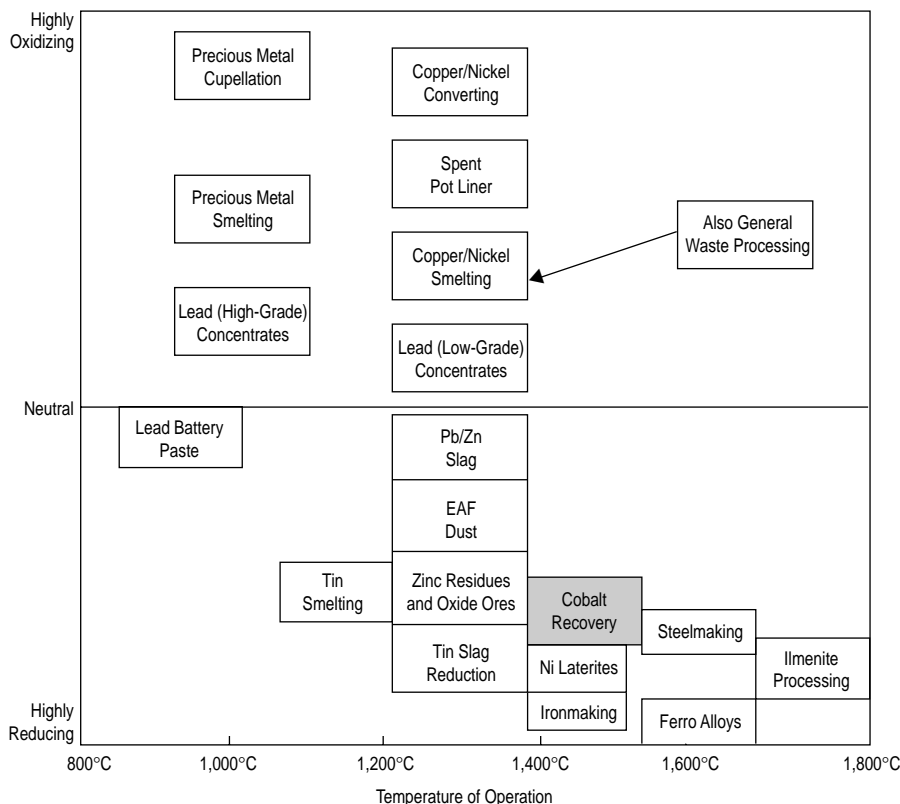 Highly
Oxidizing
Precious Metal
Cupellation
Copper/Nickel
Converting
Spent
Pot Liner
Precious Metal
Smelting
Also General
Waste Processing
Copper/Nickel
Smelting
Lead (High-Grade)
Concentrates
Lead (Low-Grade)
Concentrates
Neutral
Lead Battery
Paste
Pb/Zn
Slag
EAF
Dust
Tin
Smelting
Zinc Residues
and Oxide Ores
Cobalt
Recovery
Steelmaking
Tin Slag
Reduction
Ni Laterites
Ilmenite
Processing
Ironmaking
Ferro Alloys
Highly
Reducing
800°C 1,000°C 1,200°C 1,400°C 1,600°C 1,800°C
Temperature of Operation